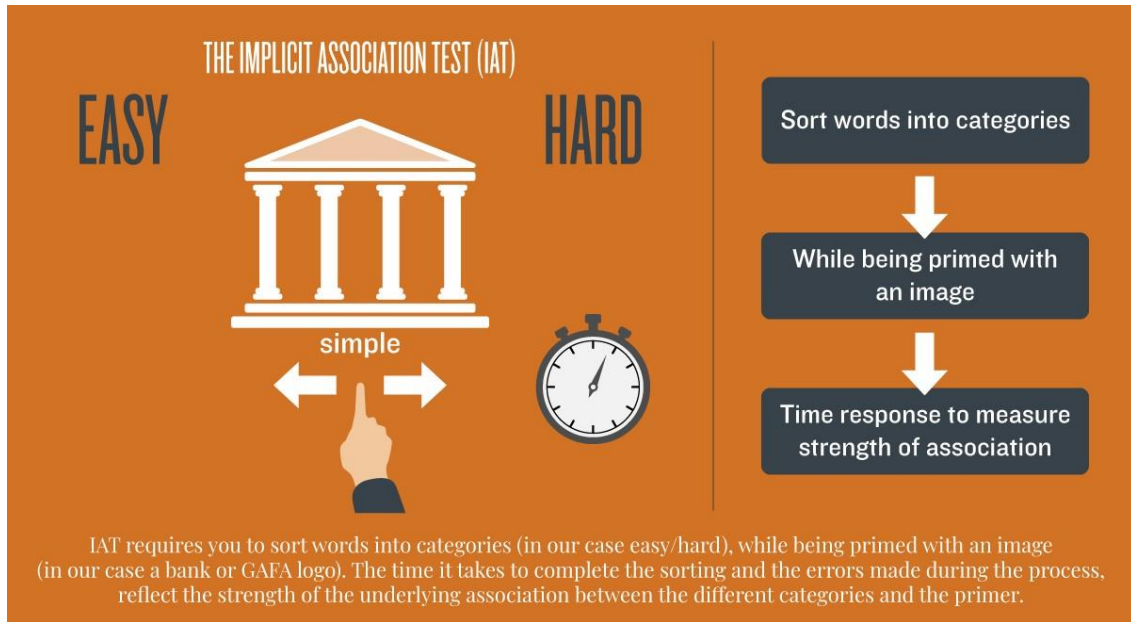 THE IMPLICIT ASSOCIATION TEST (IAT)
EASY
HARD
simple
Sort words into categories
While being primed with
an image
Time response to measure
strength of association
IAT requires you to sort words into categories (in our case easy/hard), while being primed with an image
(in our case a bank or GAFA logo). The time it takes to complete the sorting and the errors made during the process,
reflect the strength of the underlying association between the different categories and the primer.